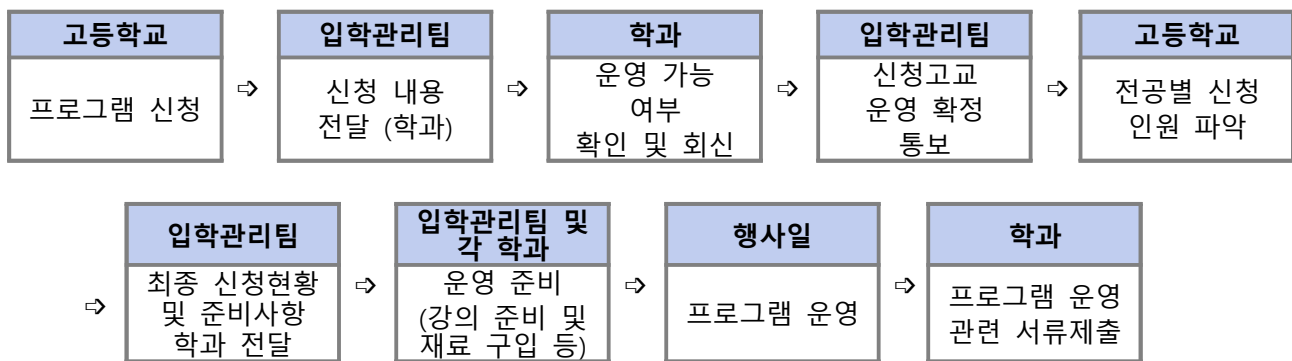 고등학교
프로그램 신청
⇨
입학관리팀
신청 내용
전달 (학과)
⇨
학과
운영 가능
여부
확인 및 회신
⇨
입학관리팀
신청고교
운영 확정
통보
⇨
고등학교
전공별 신청
인원 파악
⇨
입학관리팀
최종 신청현황
및 준비사항
학과 전달
⇨
입학관리팀 및
각 학과
운영 준비
(강의 준비 및
재료 구입 등)
⇨
행사일
프로그램 운영
⇨
학과
프로그램 운영
관련 서류제출